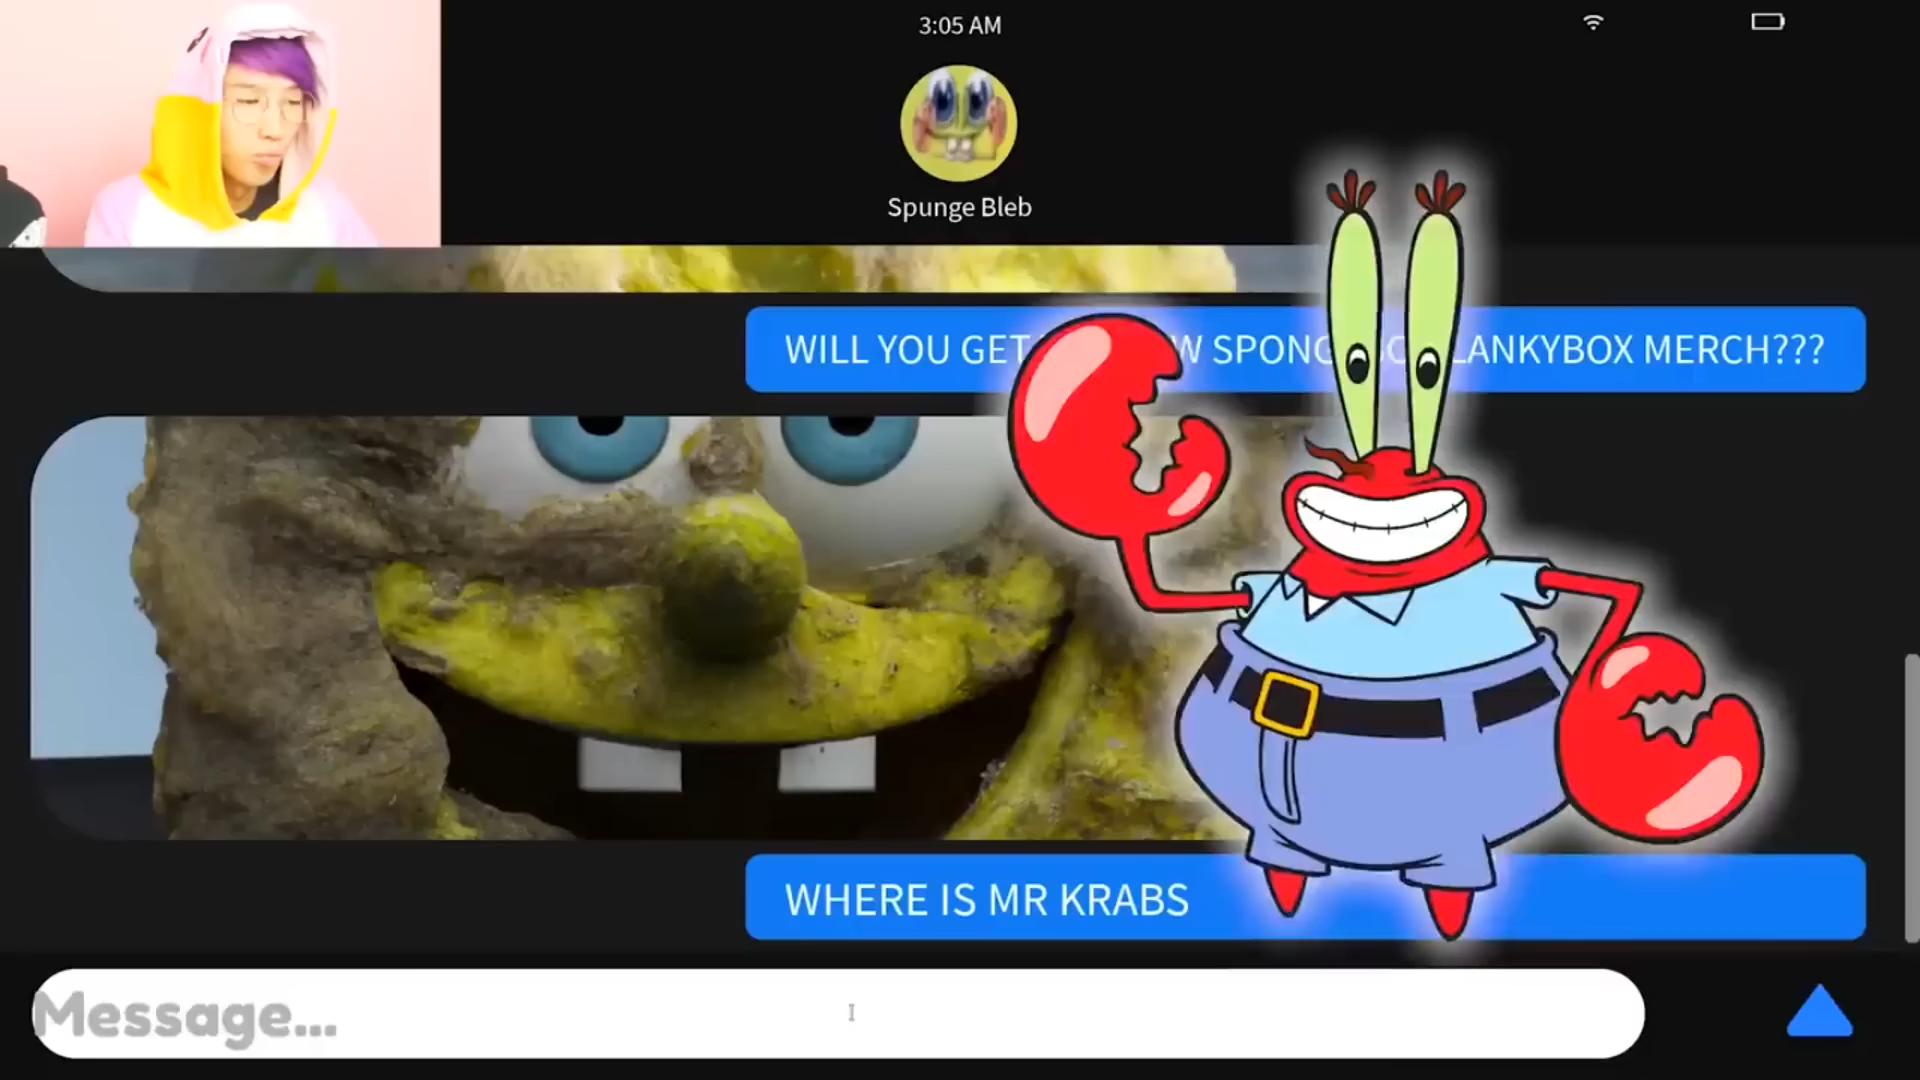 3:05 AM
Spunge Bleb
WILL YOU GET W SPONG LANKYBOX MERCH???
WHERE IS MR KRABS
Message...